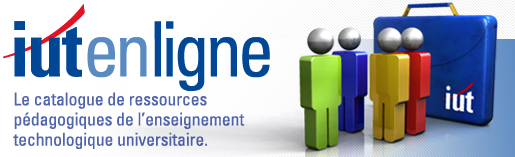 iutenligne
Le catalogue de ressources
pédagogiques de l'enseignement
technologique universitaire.
iut